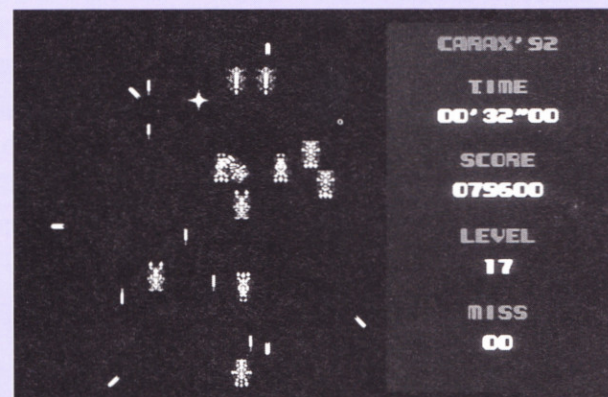 CARAX' 92
TIME
00' 32"00
SCORE
079600
LEVEL
17
MISS
00